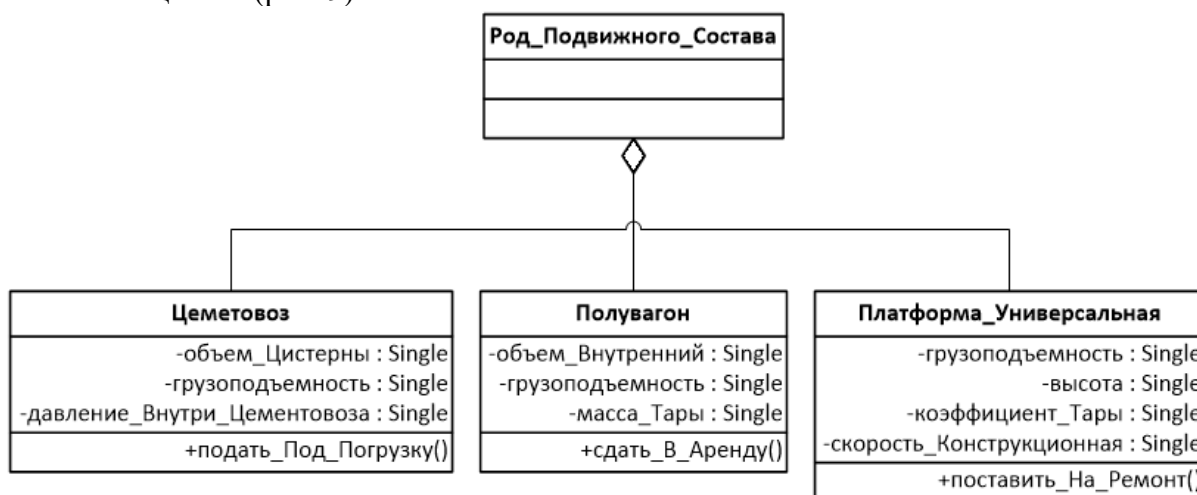 Род_Подвижного_Состава
Цеметовоз
-объем_Цистерны : Single
-грузоподъемность : Single
-давление_Внутри_Цементовоза : Single
+подать_Под_Погрузку()
Полувагон
-объем_Внутренний : Single
-грузоподъемность : Single
-масса_Тары : Single
+сдать_В_Аренду()
Платформа_Универсальная
-грузоподъемность : Single
-высота : Single
-коэффициент_Тары : Single
-скорость_Конструкционная : Single
+поставить_На_Ремонт()